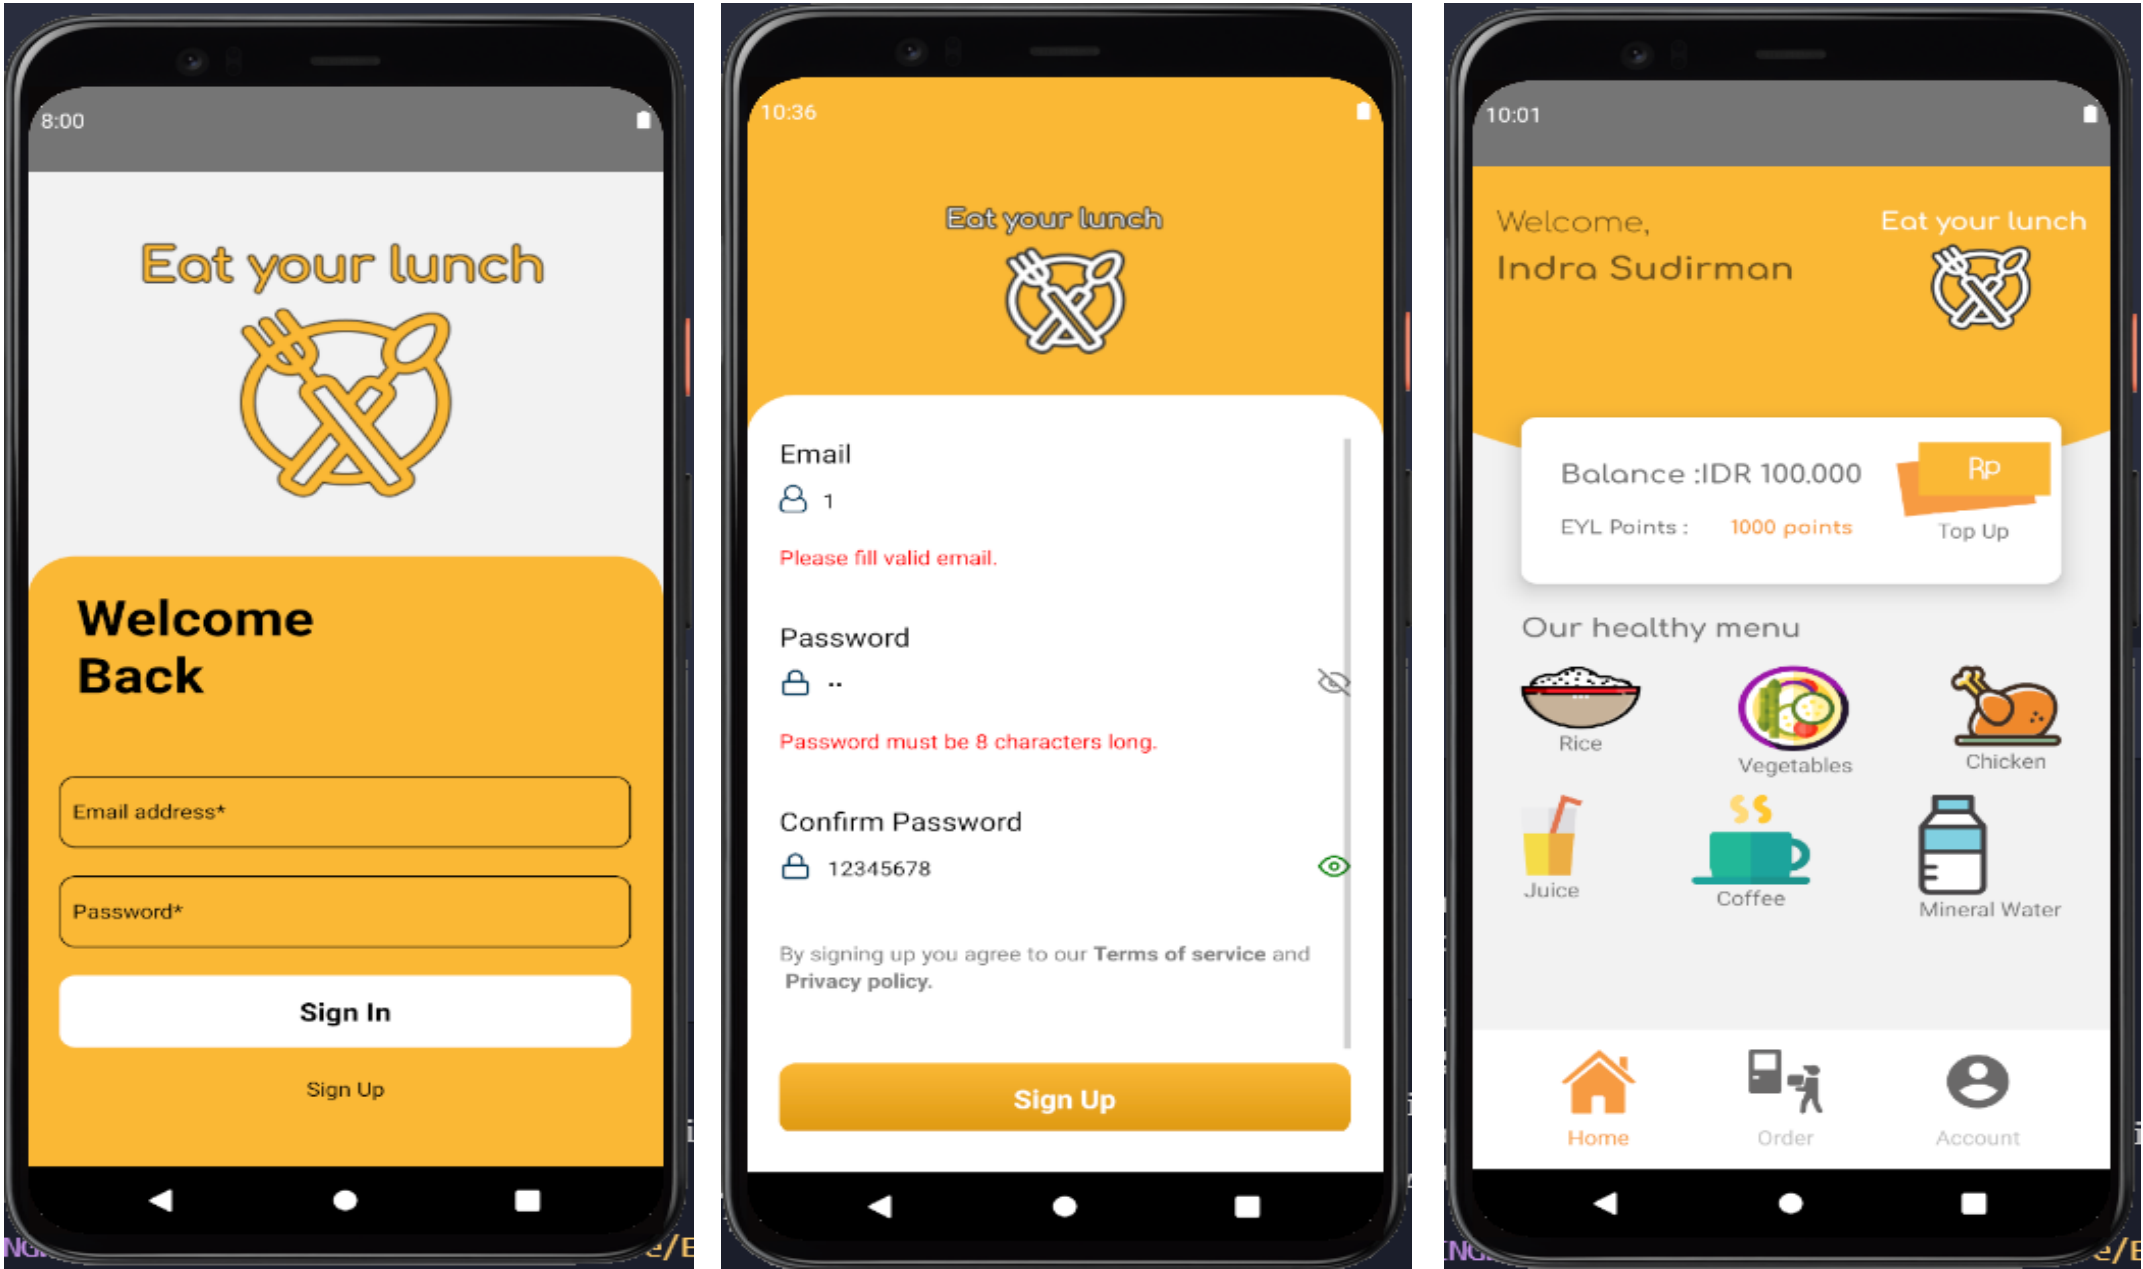 8:00
Eat your lunch
Welcome
Back
Email address*
Password*
Sign In
Sign Up
10:36
Eat your lunch
Email
1
Please fill valid email.
Password
••
Password must be 8 characters long.
Confirm Password
12345678
By signing up you agree to our Terms of service and
Privacy policy.
Sign Up
10:01
Welcome,
Eat your lunch
Indra Sudirman
Balance :IDR 100.000
Rp
EYL Points : 1000 points
Top Up
Our healthy menu
Rice
Vegetables
Chicken
Juice
Coffee
Mineral Water
Home
Order
Account